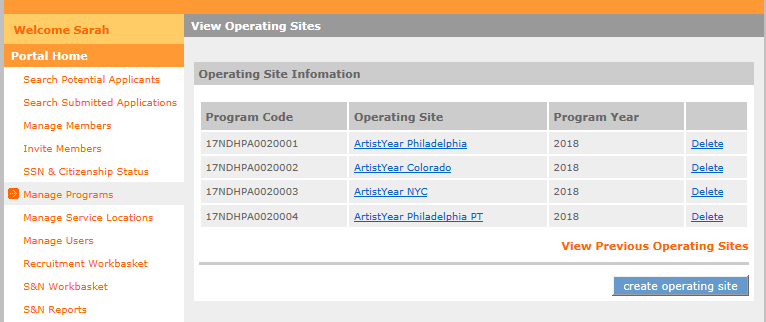 Welcome Sarah
View Operating Sites
Portal Home
Search Potential Applicants
Search Submitted Applications
Manage Members
Invite Members
SSN & Citizenship Status
Manage Programs
Manage Service Locations
Manage Users
Recruitment Workbasket
S&N Workbasket
S&N Reports
Operating Site Infomation
Program Code Operating Site Program Year
17NDHPA0020001 ArtistYear Philadelphia 2018 Delete
17NDHPA0020002 ArtistYear Colorado 2018 Delete
17NDHPA0020003 ArtistYear NYC 2018 Delete
17NDHPA0020004 ArtistYear Philadelphia PT 2018 Delete
View Previous Operating Sites
create operating site